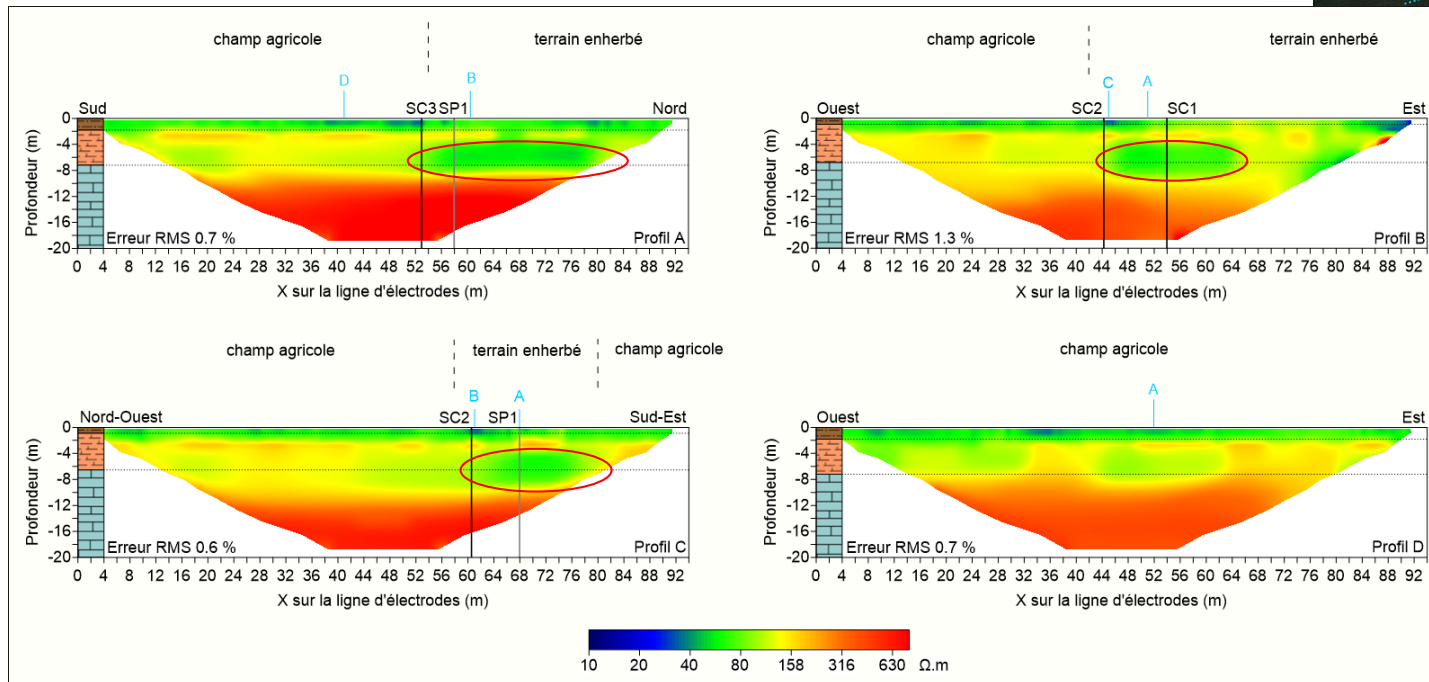 champ agricole terrain enherbé
D B
Sud SC3 SP1 Nord
0
-4
-8
-12
-16
-20
Profondeur (m)
Erreur RMS 0.7 % Profil A
0 4 8 12 16 20 24 28 32 36 40 44 48 52 56 60 64 68 72 76 80 84 88 92
X sur la ligne d'électrodes (m)
champ agricole terrain enherbé
C A
Ouest SC2 SC1 Est
0
-4
-8
-12
-16
-20
Profondeur (m)
Erreur RMS 1.3 % Profil B
0 4 8 12 16 20 24 28 32 36 40 44 48 52 56 60 64 68 72 76 80 84 88 92
X sur la ligne d'électrodes (m)
champ agricole terrain enherbé champ agricole
B A
Nord-Ouest SC2 SP1 Sud-Est
0
-4
-8
-12
-16
-20
Profondeur (m)
Erreur RMS 0.6 % Profil C
0 4 8 12 16 20 24 28 32 36 40 44 48 52 56 60 64 68 72 76 80 84 88 92
X sur la ligne d'électrodes (m)
champ agricole
A
Ouest Est
0
-4
-8
-12
-16
-20
Profondeur (m)
Erreur RMS 0.7 % Profil D
0 4 8 12 16 20 24 28 32 36 40 44 48 52 56 60 64 68 72 76 80 84 88 92
X sur la ligne d'électrodes (m)
10 20 40 80 158 316 630 Ω.m